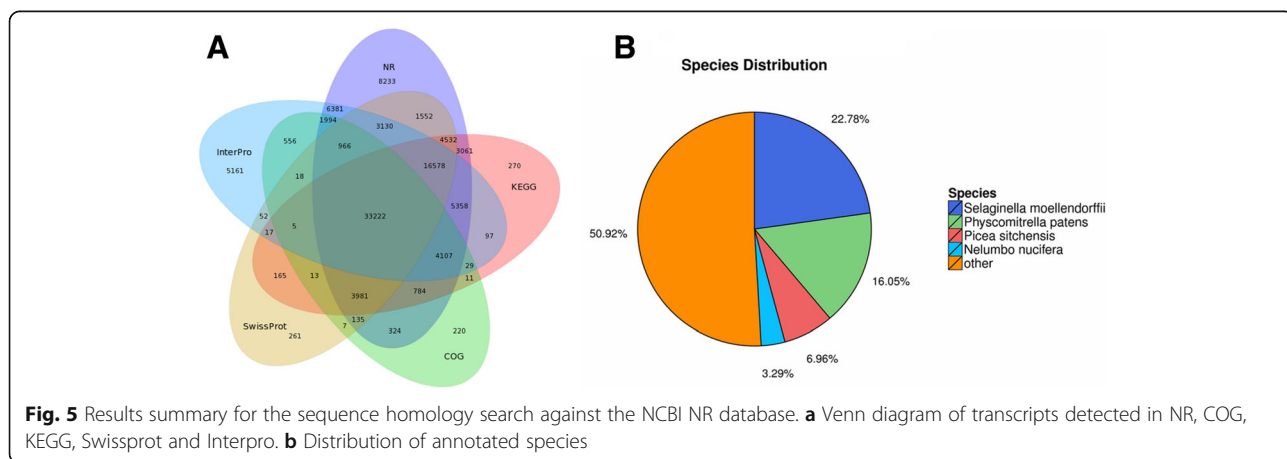 A
NR
8233
6381
1994
1552
3130
4532
3061
556
966
InterPro
16578
270
5161
KEGG
18
5358
33222
52
17
5
97
4107
29
11
165
13
784
3981
135
SwissProt
7
324
220
261
COG
B
Species Distribution
22.78%
50.92%
16.05%
6.96%
3.29%
Species
Selaginella moellendorffii
Physcomitrella patens
Picea sitchensis
Nelumbo nucifera
other
Fig. 5 Results summary for the sequence homology search against the NCBI NR database. a Venn diagram of transcripts detected in NR, COG,
KEGG, Swissprot and Interpro. b Distribution of annotated species